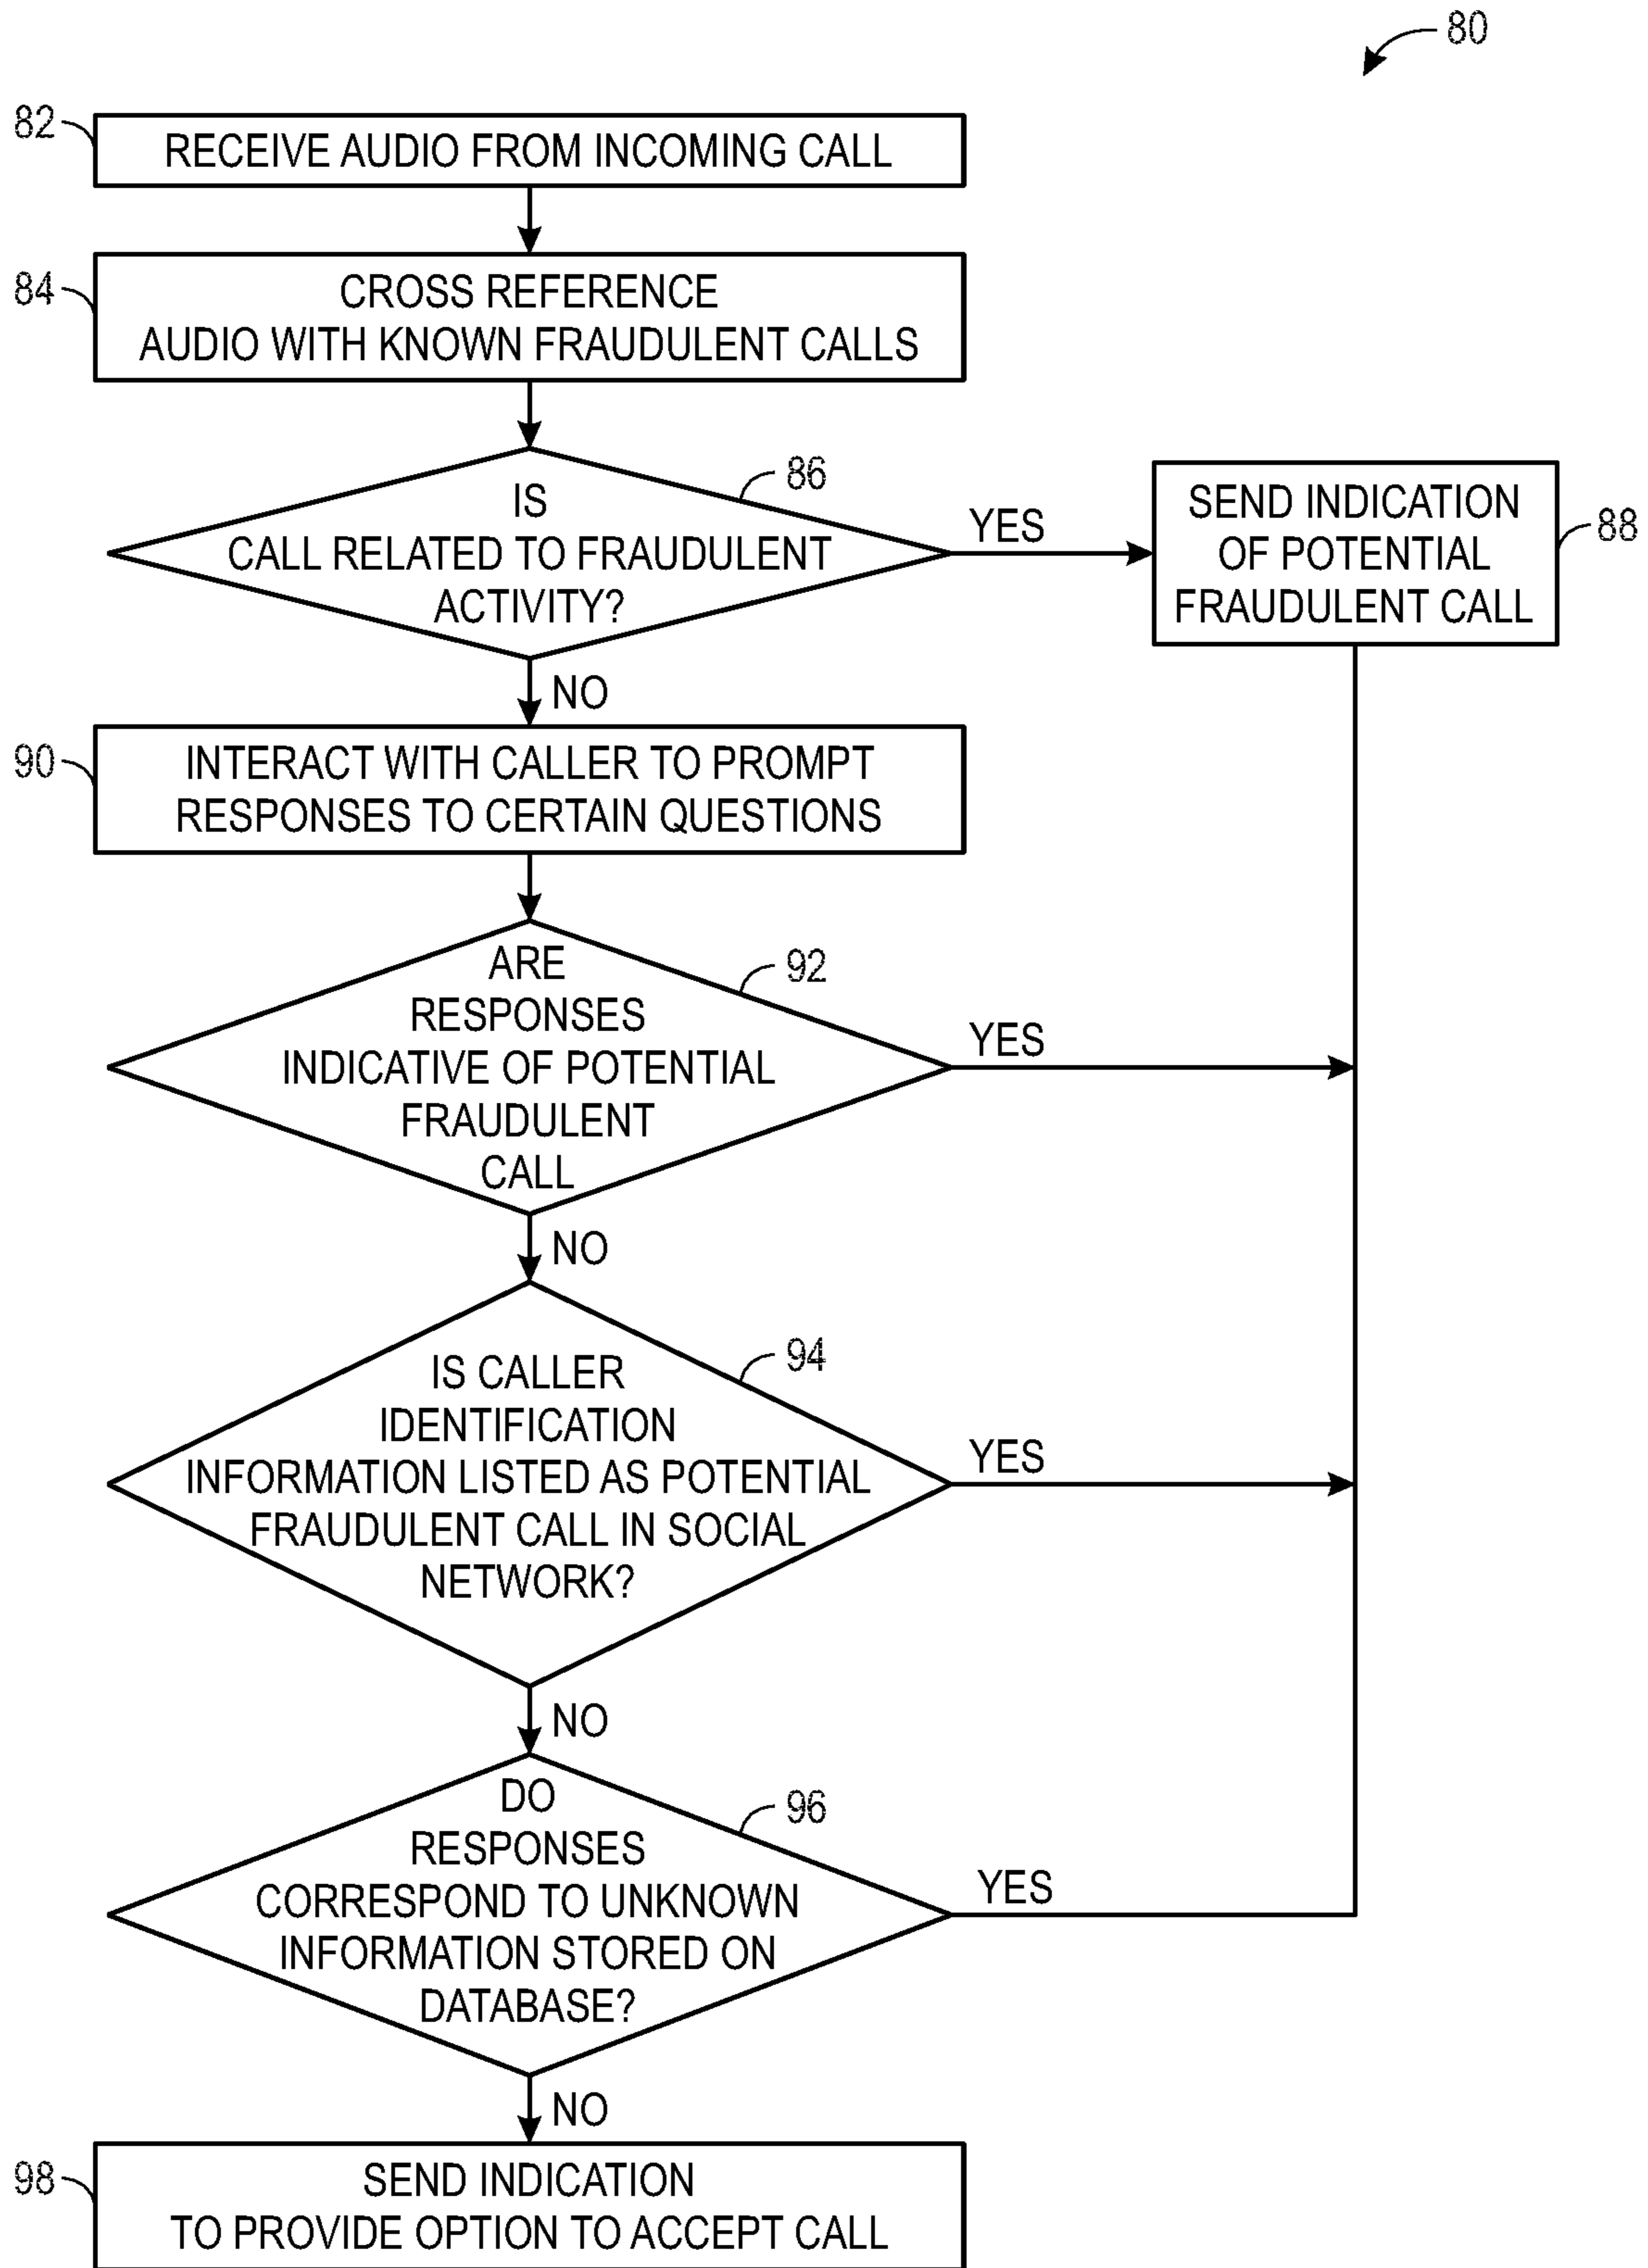 80
82
RECEIVE AUDIO FROM INCOMING CALL
84
CROSS REFERENCE
AUDIO WITH KNOWN FRAUDULENT CALLS
86
IS
CALL RELATED TO FRAUDULENT
ACTIVITY?
YES
SEND INDICATION
OF POTENTIAL
FRAUDULENT CALL
88
NO
90
INTERACT WITH CALLER TO PROMPT
RESPONSES TO CERTAIN QUESTIONS
92
ARE
RESPONSES
INDICATIVE OF POTENTIAL
FRAUDULENT
CALL
YES
NO
94
IS CALLER
IDENTIFICATION
INFORMATION LISTED AS POTENTIAL
FRAUDULENT CALL IN SOCIAL
NETWORK?
YES
NO
96
DO
RESPONSES
CORRESPOND TO UNKNOWN
INFORMATION STORED ON
DATABASE?
YES
NO
98
SEND INDICATION
TO PROVIDE OPTION TO ACCEPT CALL